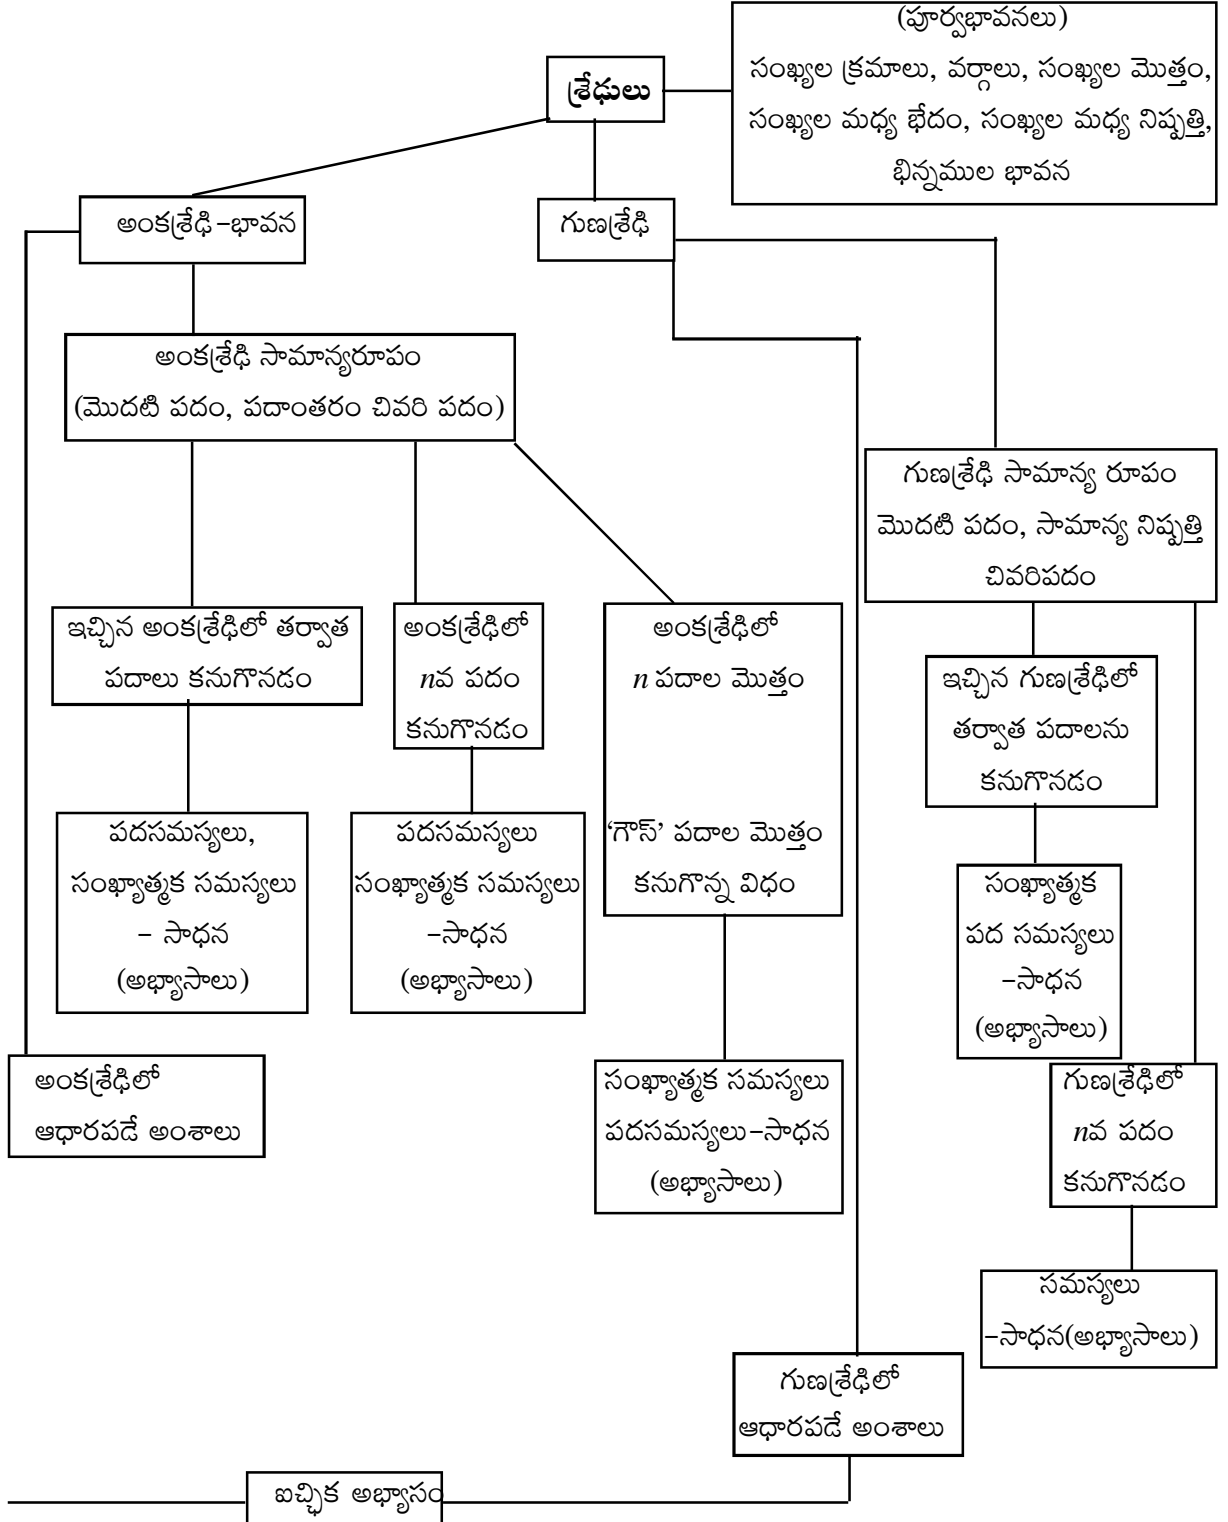 (పూర్వభావనలు)
సంఖ్యల క్రమాలు, వర్గాలు, సంఖ్యల మొత్తం,
సంఖ్యల మధ్య భేదం, సంఖ్యల మధ్య నిష్పత్తి,
భిన్నముల భావన
శ్రేఢులు
అంకశ్రేఢి-భావన
గుణశ్రేఢి
అంకశ్రేఢి సామాన్యరూపం
(మొదటి పదం, పదాంతరం చివరి పదం)
గుణశ్రేఢి సామాన్య రూపం
మొదటి పదం, సామాన్య నిష్పత్తి
చివరిపదం
ఇచ్చిన అంకశ్రేఢిలో తర్వాత
పదాలు కనుగొనడం
అంకశ్రేఢిలో
nవ పదం
కనుగొనడం
అంకశ్రేఢిలో
n పదాల మొత్తం
‘గౌస్’ పదాల మొత్తం
కనుగొన్న విధం
ఇచ్చిన గుణశ్రేఢిలో
తర్వాత పదాలను
కనుగొనడం
పదసమస్యలు,
సంఖ్యాత్మక సమస్యలు
- సాధన
(అభ్యాసాలు)
పదసమస్యలు
సంఖ్యాత్మక సమస్యలు
-సాధన
(అభ్యాసాలు)
సంఖ్యాత్మక
పద సమస్యలు
-సాధన
(అభ్యాసాలు)
అంకశ్రేఢిలో
ఆధారపడే అంశాలు
సంఖ్యాత్మక సమస్యలు
పదసమస్యలు-సాధన
(అభ్యాసాలు)
గుణశ్రేఢిలో
nవ పదం
కనుగొనడం
సమస్యలు
-సాధన(అభ్యాసాలు)
గుణశ్రేఢిలో
ఆధారపడే అంశాలు
ఐచ్ఛిక అభ్యాసం